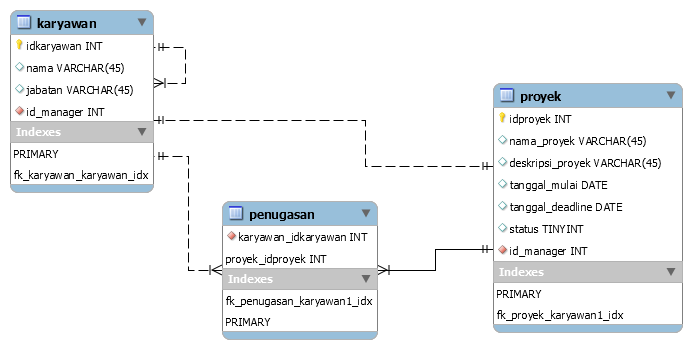 karyawan
idkaryawan INT
nama VARCHAR(45)
jabatan VARCHAR(45)
id_manager INT
Indexes
PRIMARY
fk_karyawan_karyawan_idx
proyek
idproyek INT
nama_proyek VARCHAR(45)
deskripsi_proyek VARCHAR(45)
tanggal_mulai DATE
tanggal_deadline DATE
status TINYINT
id_manager INT
Indexes
PRIMARY
fk_proyek_karyawan1_idx
penugasan
karyawan_idkaryawan INT
proyek_idproyek INT
Indexes
fk_penugasan_karyawan1_idx
PRIMARY